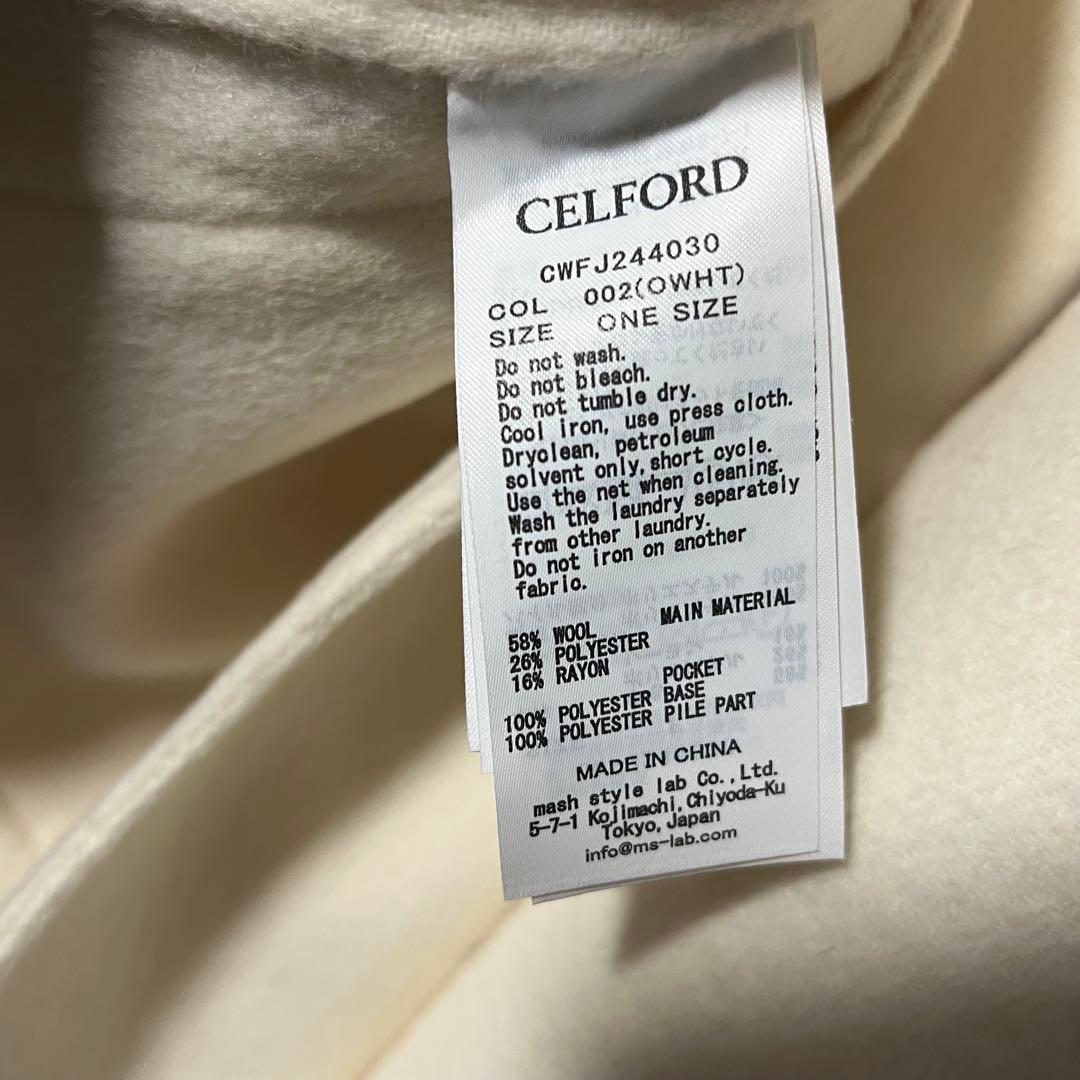 CELFORD
CWFJ244030
COL 002(OWHT)
SIZE ONE SIZE
Do not wash.
Do not bleach.
Do not tumble dry.
Cool iron, use press cloth.
Dryclean, petroleum
solvent only, short cycle.
Use the net when cleaning.
Wash the laundry separately
from other laundry.
Do not iron on another
fabric.
MAIN MATERIAL
58% WOOL
26% POLYESTER
16% RAYON
POCKET
100% POLYESTER BASE
100% POLYESTER PILE PART
MADE IN CHINA
mash style lab Co.,Ltd.
5-7-1 Kojimachi, Chiyoda-Ku
Tokyo, Japan
info@ms-lab.com